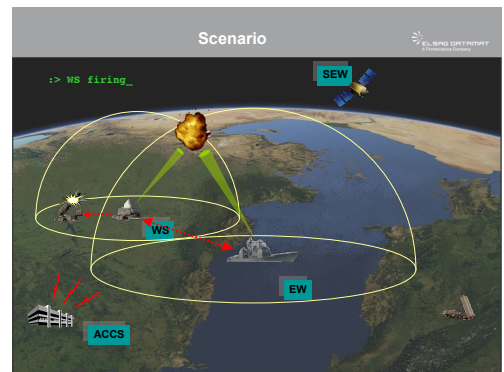 Scenario
ELSAG DATAMAT
A Finmeccanica Company
SEW
:> WS firing_
WS
EW
ACCS